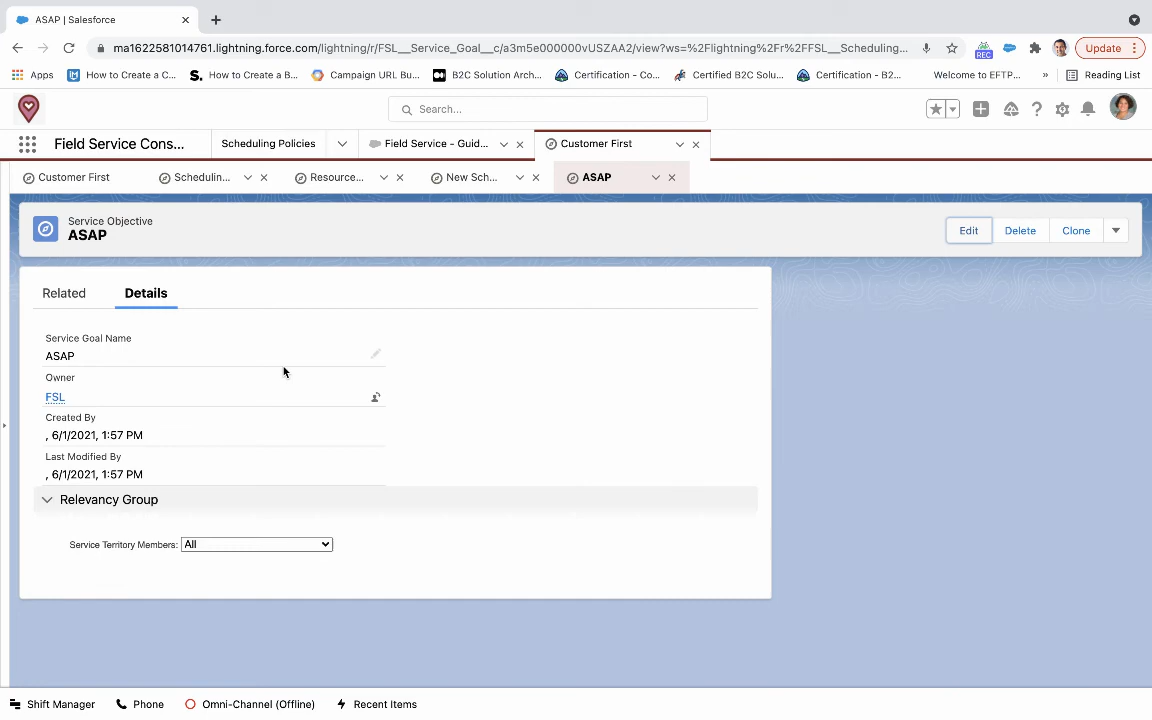 ASAP | Salesforce
ma1622581014761.lightning.force.com/lightning/r/FSL__Service_Goal__c/a3m5e000000vUSZAA2/view?ws=%2Flightning%2Fr%2FFSL__Scheduling...
REC
Update
Apps
How to Create a C...
How to Create a B...
Campaign URL Bu...
B2C Solution Arch...
Certification - Co...
Certified B2C Solu...
Certification - B2...
Welcome to EFTP...
»
Reading List
Search...
Field Service Cons...
Scheduling Policies
Field Service - Guid...
Customer First
Customer First
Schedulin...
Resource...
New Sch...
ASAP
Service Objective
ASAP
Edit
Delete
Clone
Related
Details
Service Goal Name
ASAP
Owner
FSL
Created By
, 6/1/2021, 1:57 PM
Last Modified By
, 6/1/2021, 1:57 PM
Relevancy Group
Service Territory Members: All
Shift Manager
Phone
Omni-Channel (Offline)
Recent Items